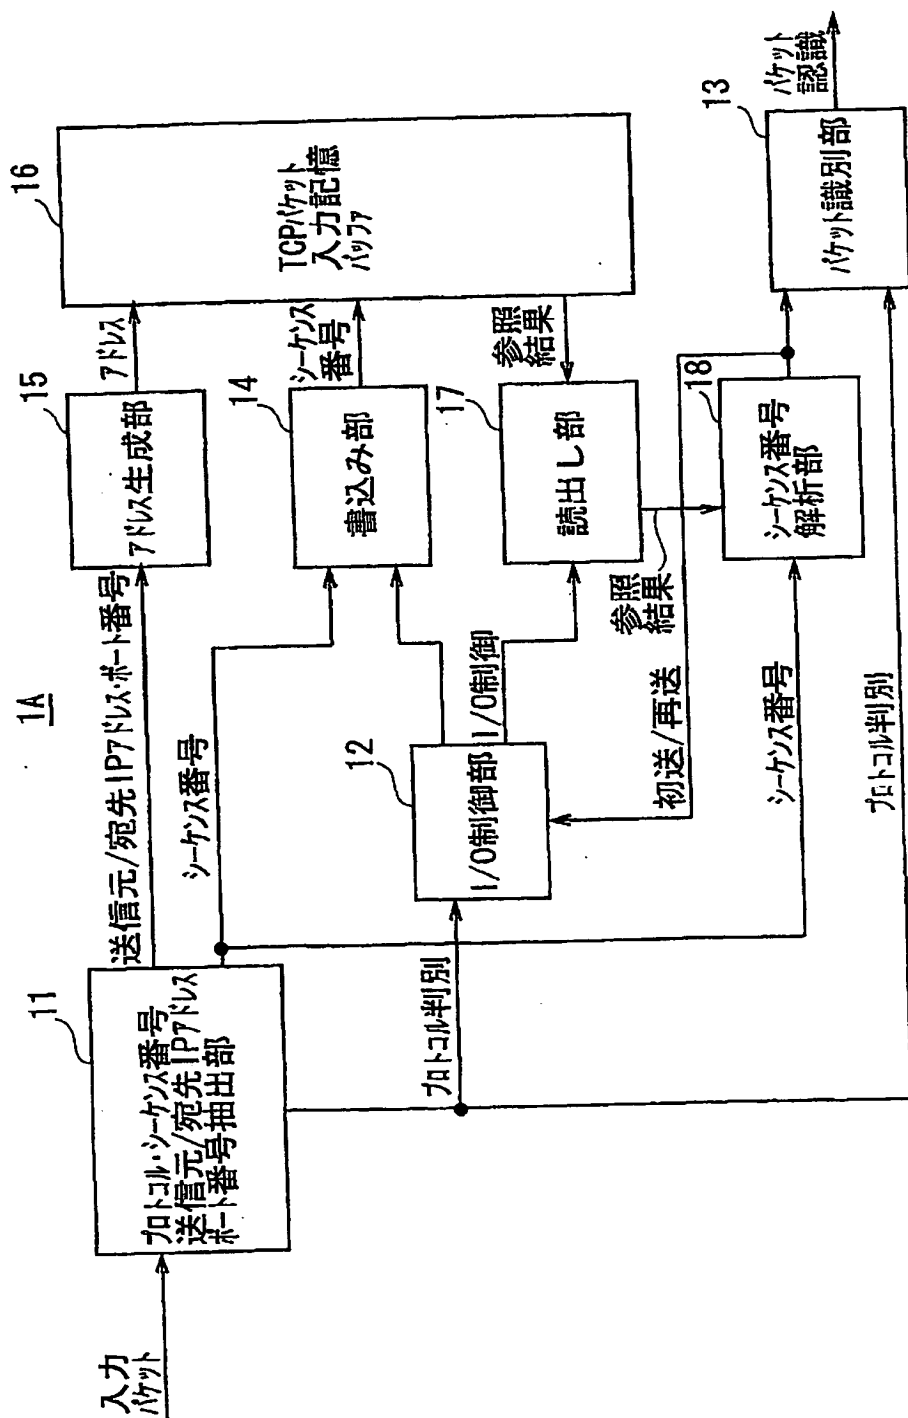 1A
入力
パケット
11
プロトコル・シーケンス番号
送信元/宛先IPアドレス
ポート番号抽出部
送信元/宛先IPアドレス・ポート番号
シーケンス番号
プロトコル判別
12
I/O制御部
I/O制御
初送/再送
シーケンス番号
プロトコル判別
15
アドレス生成部
アドレス
14
書込み部
シーケンス
番号
17
読出し部
参照
結果
参照
結果
18
シーケンス番号
解析部
16
TCPパケット
入力記憶
バッファ
13
パケット識別部
パケット
認識